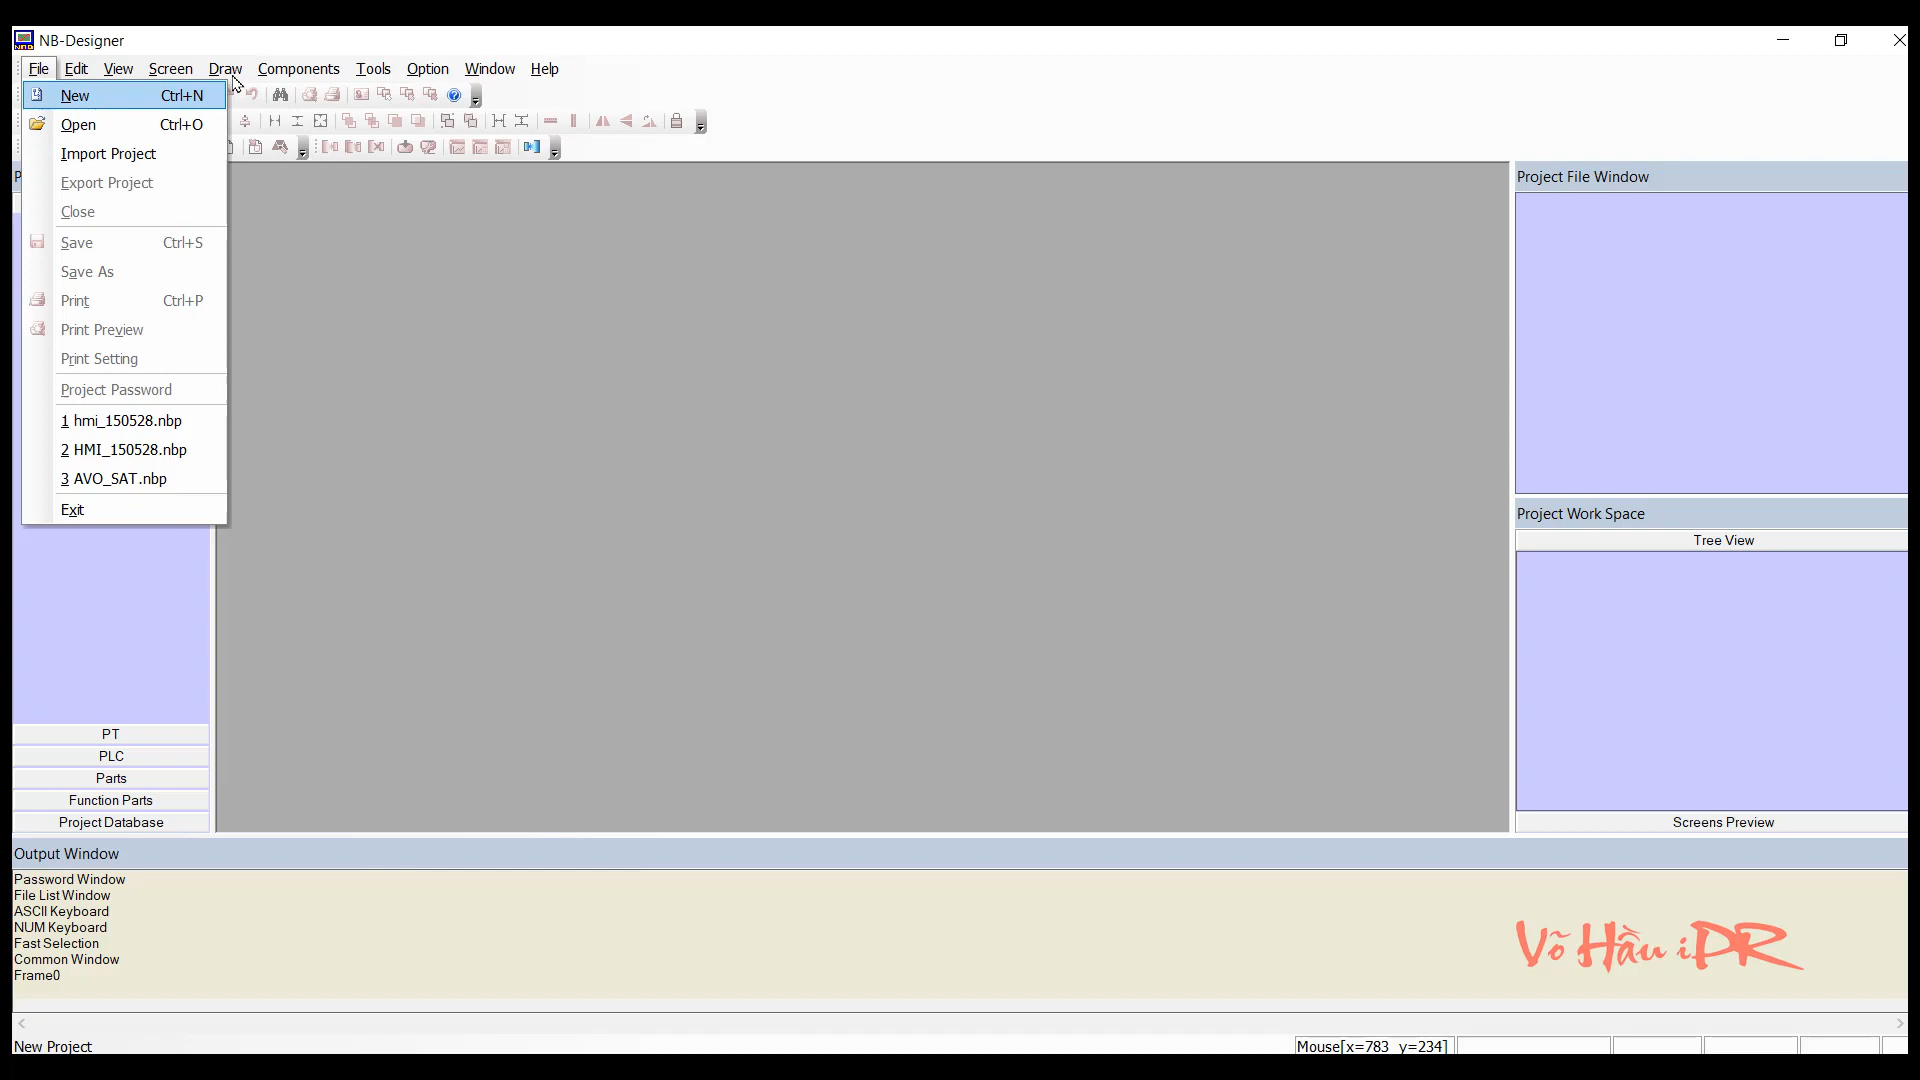 NB-Designer
File Edit View Screen Draw Components Tools Option Window Help
New Ctrl+N
Open Ctrl+O
Import Project
Export Project
Close
Save Ctrl+S
Save As
Print Ctrl+P
Print Preview
Print Setting
Project Password
1 hmi_150528.nbp
2 HMI_150528.nbp
3 AVO_SAT.nbp
Exit
PT
PLC
Parts
Function Parts
Project Database
Project File Window
Project Work Space
Tree View
Screens Preview
Output Window
Password Window
File List Window
ASCII Keyboard
NUM Keyboard
Fast Selection
Common Window
Frame0
Võ Hầu iDR
New Project
Mouse[x=783 y=234]